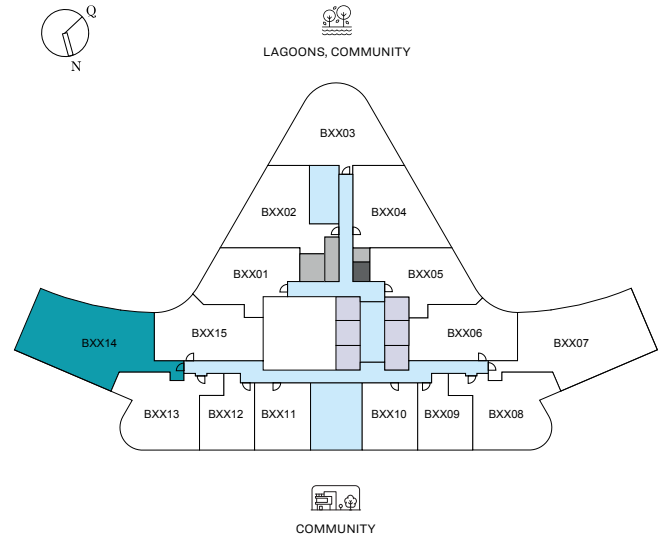 Q
N
LAGOONS, COMMUNITY
BXX03
BXX02
BXX04
BXX01
BXX05
BXX14
BXX15
BXX06
BXX07
BXX13
BXX12
BXX11
BXX10
BXX09
BXX08
COMMUNITY